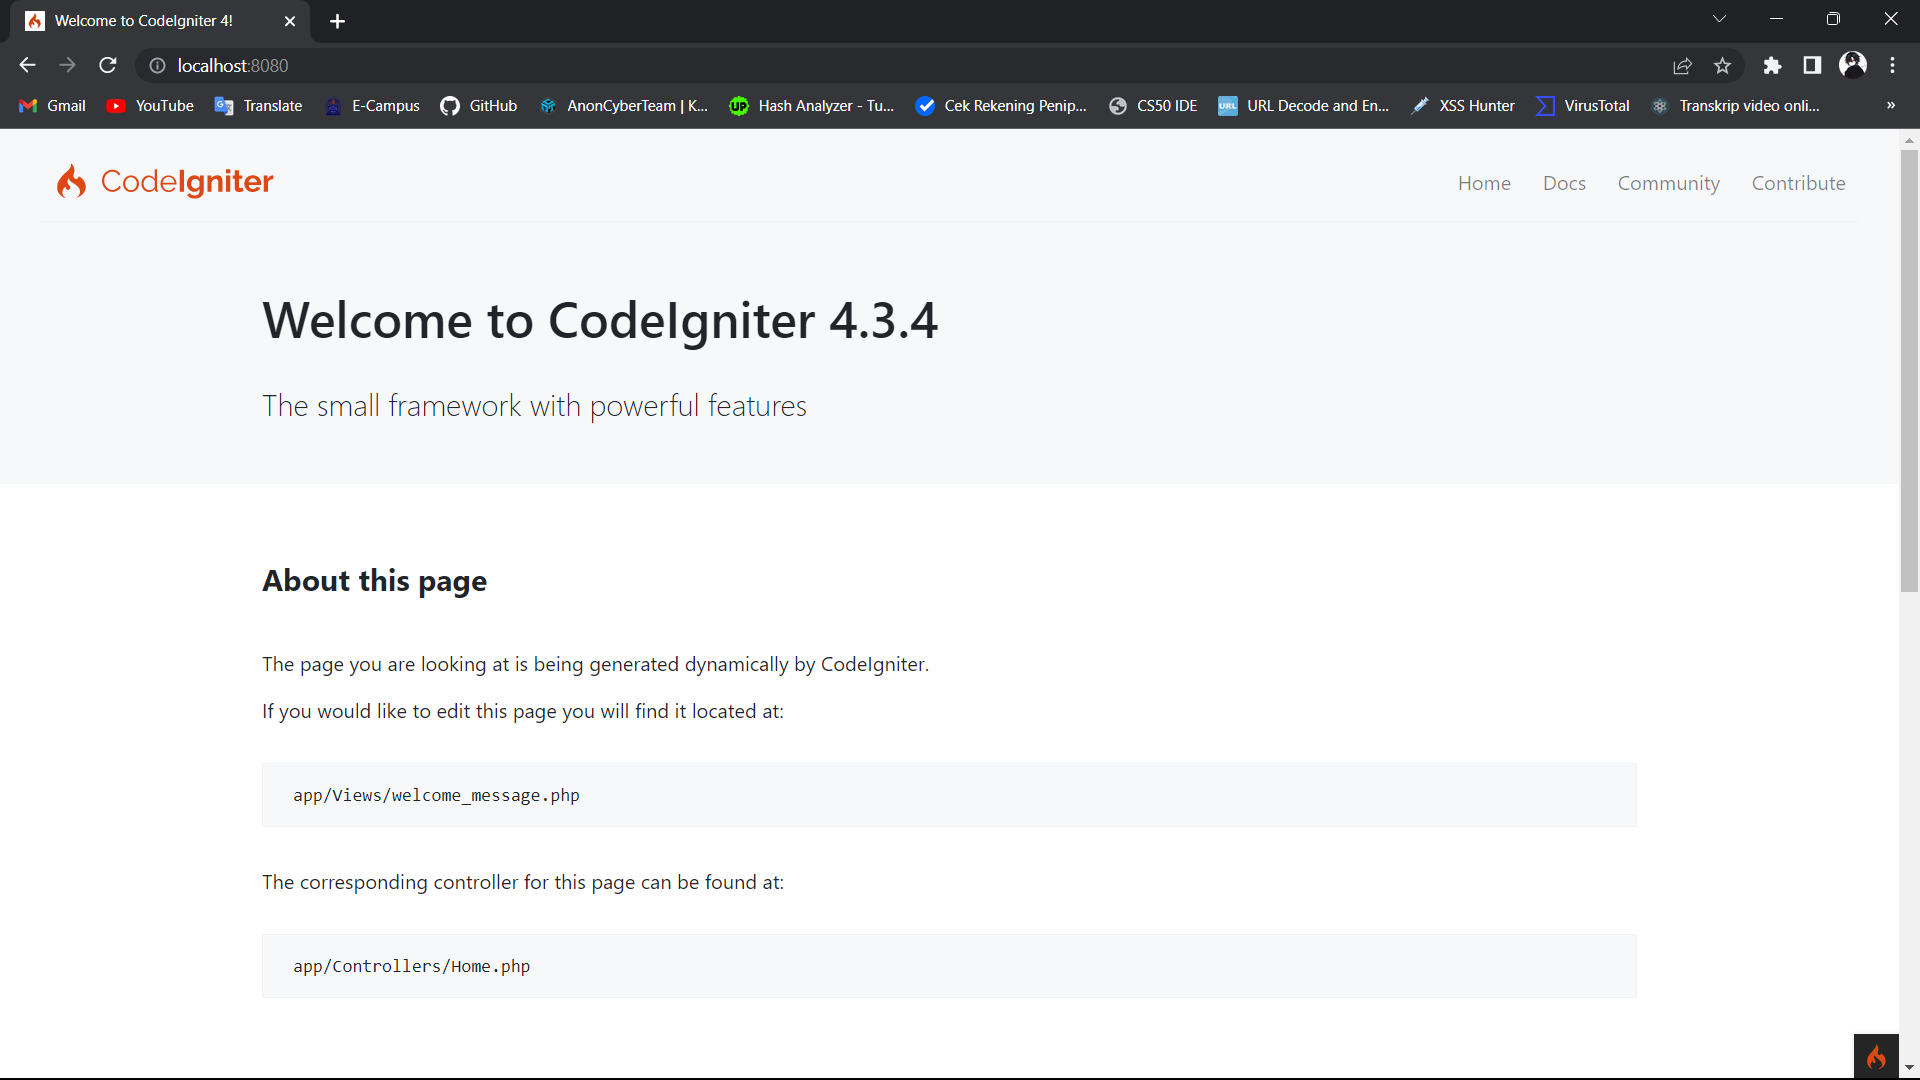 Welcome to CodeIgniter 4!
localhost:8080
Gmail YouTube Translate E-Campus GitHub AnonCyberTeam | K... Hash Analyzer - Tu... Cek Rekening Penip... CS50 IDE URL Decode and En... XSS Hunter VirusTotal Transkrip video onli... »
CodeIgniter
Home Docs Community Contribute
Welcome to CodeIgniter 4.3.4
The small framework with powerful features
About this page
The page you are looking at is being generated dynamically by CodeIgniter.
If you would like to edit this page you will find it located at:
app/Views/welcome_message.php
The corresponding controller for this page can be found at:
app/Controllers/Home.php